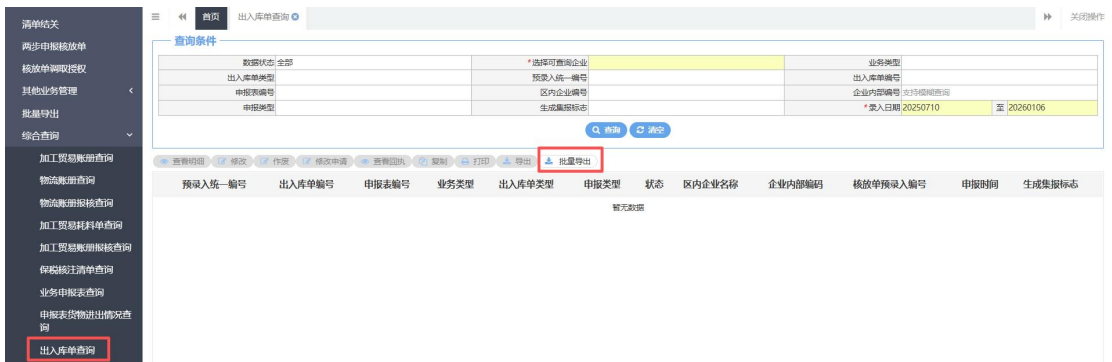 清单结关
两步申报核放单
核放单调取授权
其他业务管理
批量导出
综合查询
加工贸易账册查询
物流账册查询
物流账册报核查询
加工贸易耗料单查询
加工贸易账册报核查询
保税核注清单查询
业务申报表查询
申报表货物进出情况查
询
出入库单查询
首页 出入库单查询 关闭操作
查询条件
数据状态 全部 *选择可查询企业 业务类型
出入库单类型 预录入统一编号 出入库单编号
申报表编号 区内企业编号 企业内部编号 支持模糊查询
申报类型 生成集报标志 *录入日期 20250710 至 20260106
查询 清空
查看明细 修改 作废 修改申请 查看回执 复制 打印 导出 批量导出
预录入统一编号 出入库单编号 申报表编号 业务类型 出入库单类型 申报类型 状态 区内企业名称 企业内部编码 核放单预录入编号 申报时间 生成集报标志
暂无数据